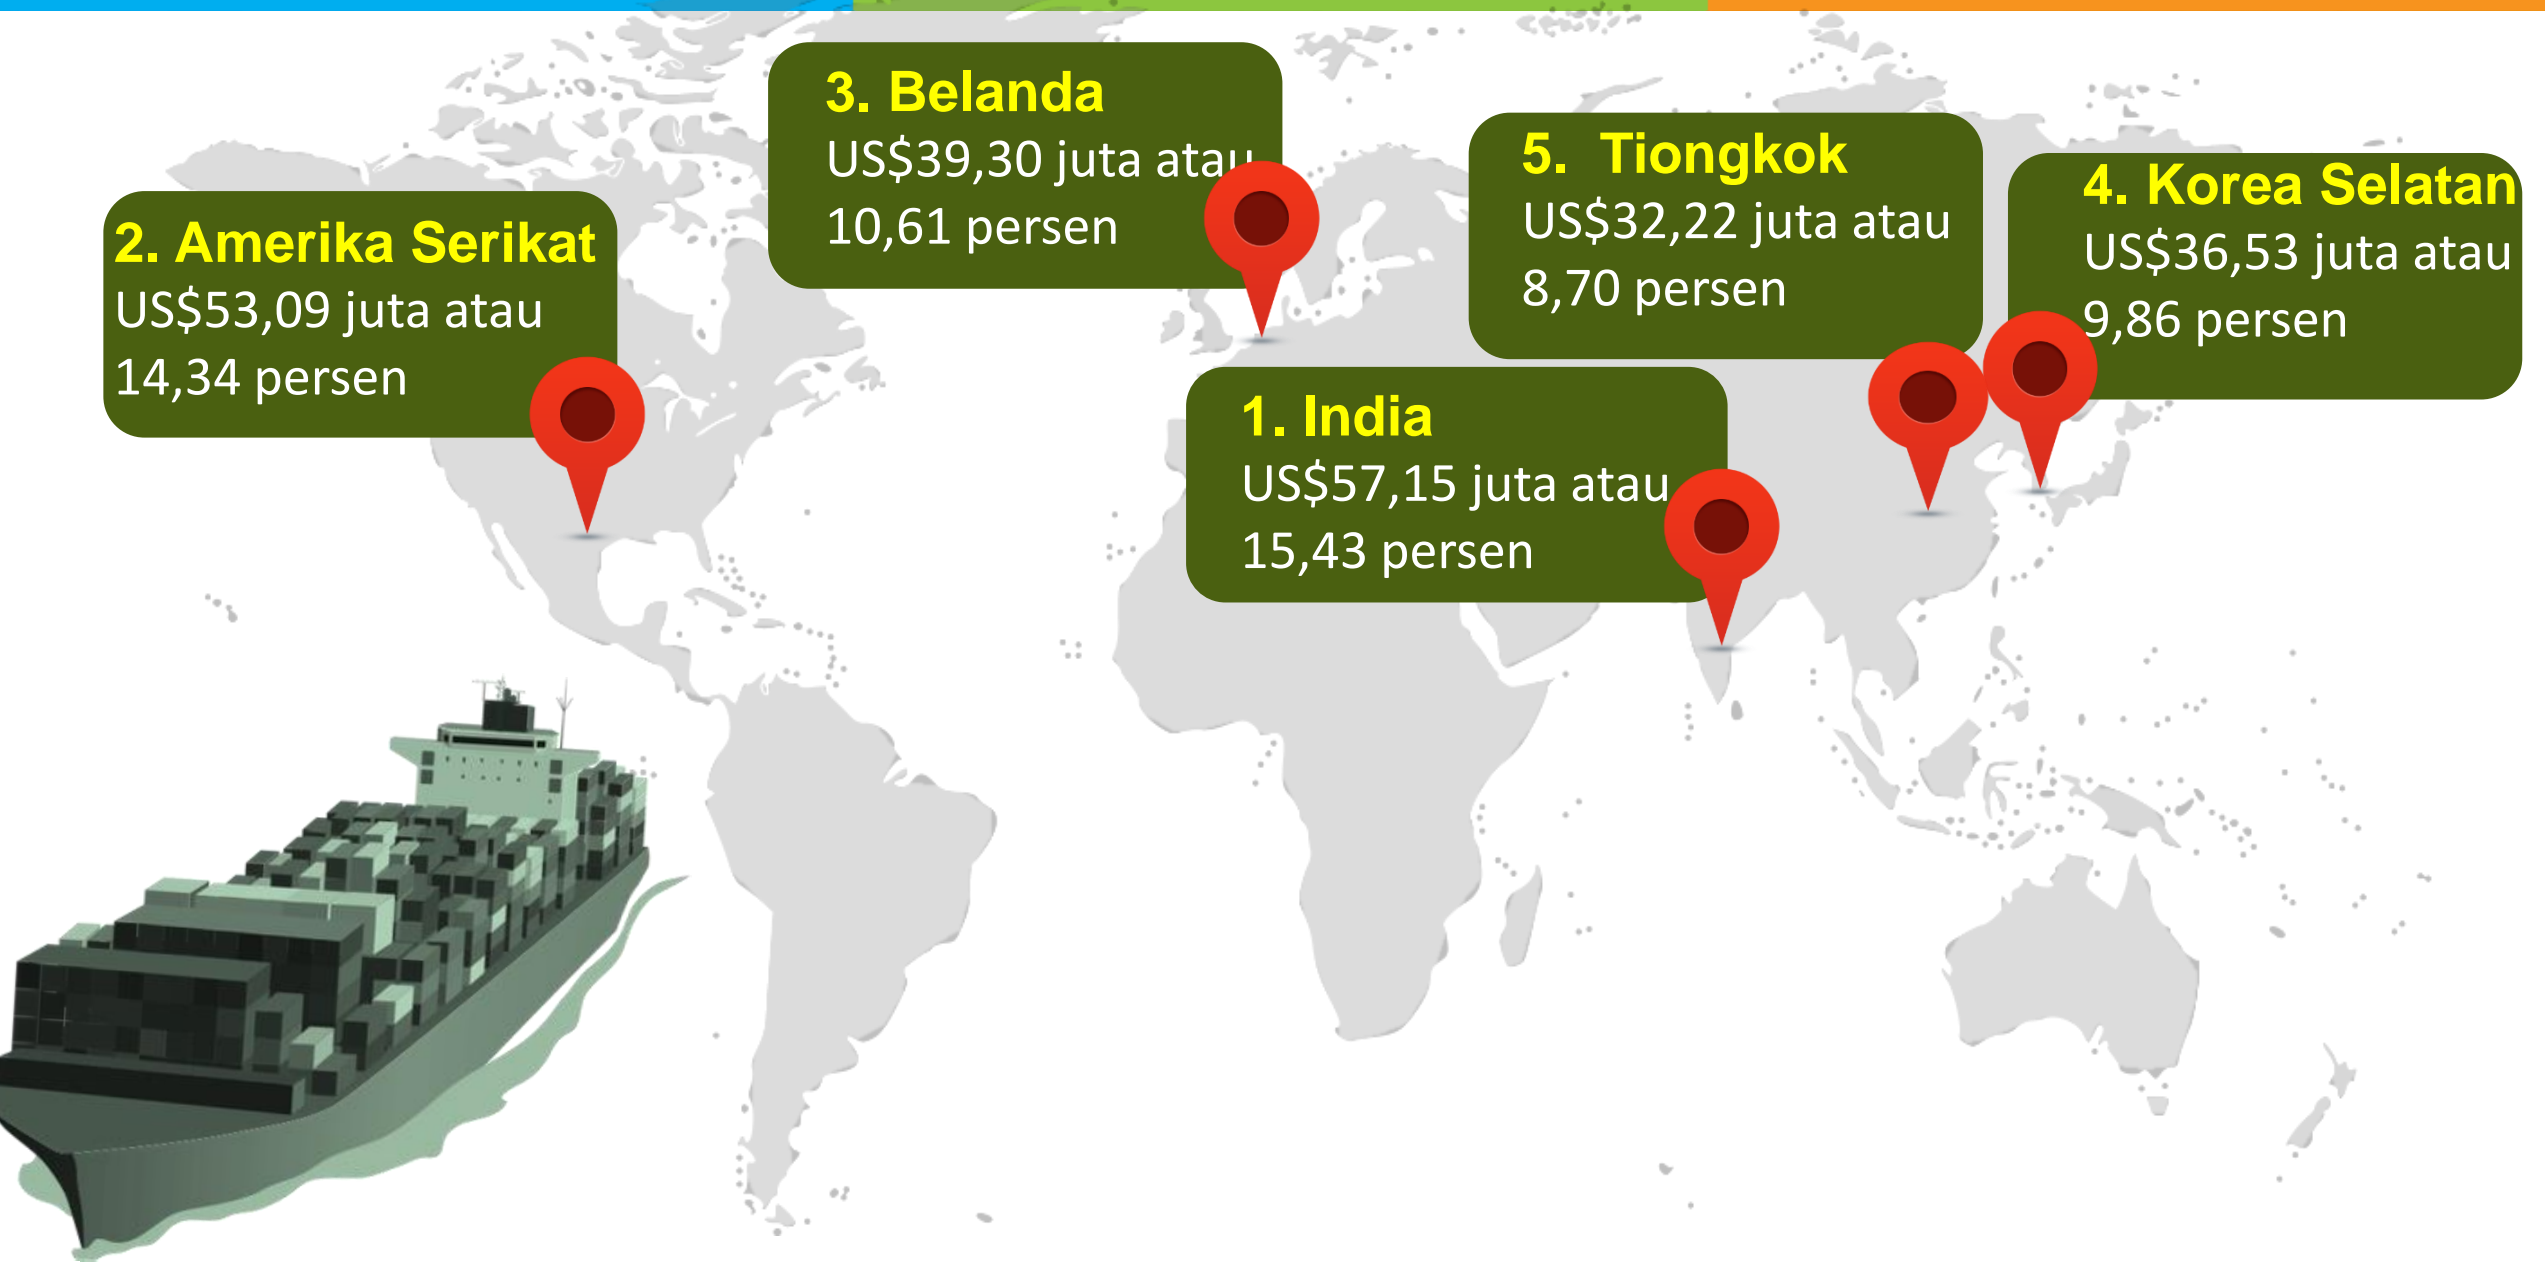 3. Belanda
US$39,30 juta atau
10,61 persen
5. Tiongkok
US$32,22 juta atau
8,70 persen
4. Korea Selatan
US$36,53 juta atau
9,86 persen
2. Amerika Serikat
US$53,09 juta atau
14,34 persen
1. India
US$57,15 juta atau
15,43 persen